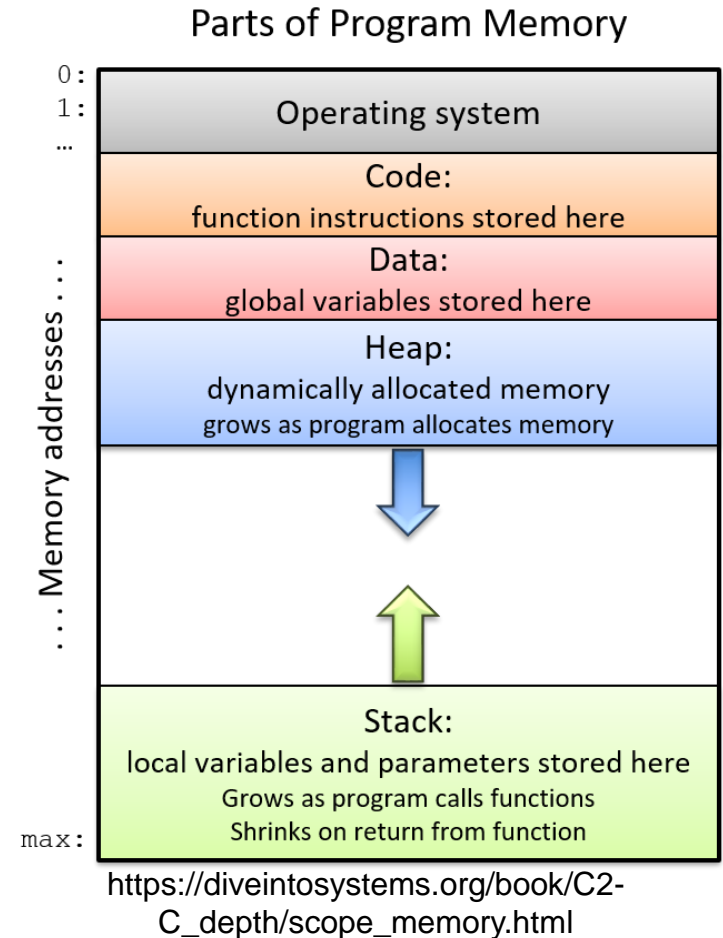 Parts of Program Memory
0:
1:
…
Operating system
Code:
function instructions stored here
Data:
global variables stored here
Heap:
dynamically allocated memory
grows as program allocates memory
. . . Memory addresses . . .
Stack:
local variables and parameters stored here
Grows as program calls functions
Shrinks on return from function
max:
https://diveintosystems.org/book/C2-
C_depth/scope_memory.html